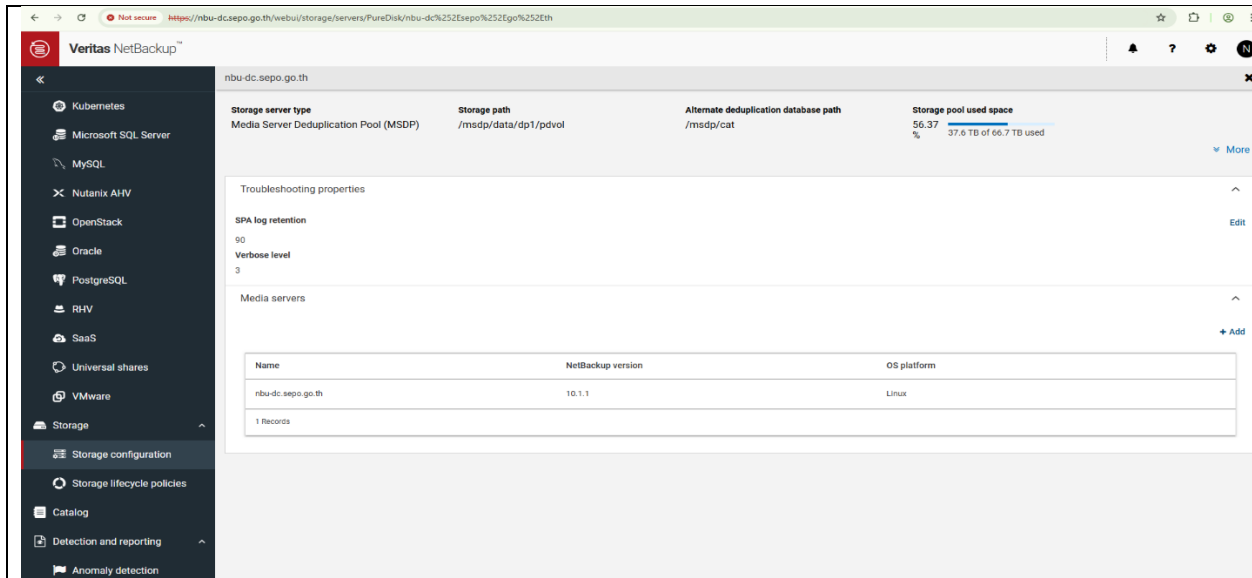 Not secure https://nbu-dc.sepo.go.th/webui/storage/servers/PureDisk/nbu-dc%252Esepo%252Ego%252Eth
Veritas NetBackup™
? N
nbu-dc.sepo.go.th
Kubernetes
Microsoft SQL Server
MySQL
Nutanix AHV
OpenStack
Oracle
PostgreSQL
RHV
SaaS
Universal shares
VMware
Storage
Storage configuration
Storage lifecycle policies
Catalog
Detection and reporting
Anomaly detection
Storage server type
Media Server Deduplication Pool (MSDP)
Storage path
/msdp/data/dp1/pdvol
Alternate deduplication database path
/msdp/cat
Storage pool used space
56.37
%
37.6 TB of 66.7 TB used
More
Troubleshooting properties
SPA log retention
Edit
90
Verbose level
3
Media servers
+ Add
Name NetBackup version OS platform
nbu-dc.sepo.go.th 10.1.1 Linux
1 Records